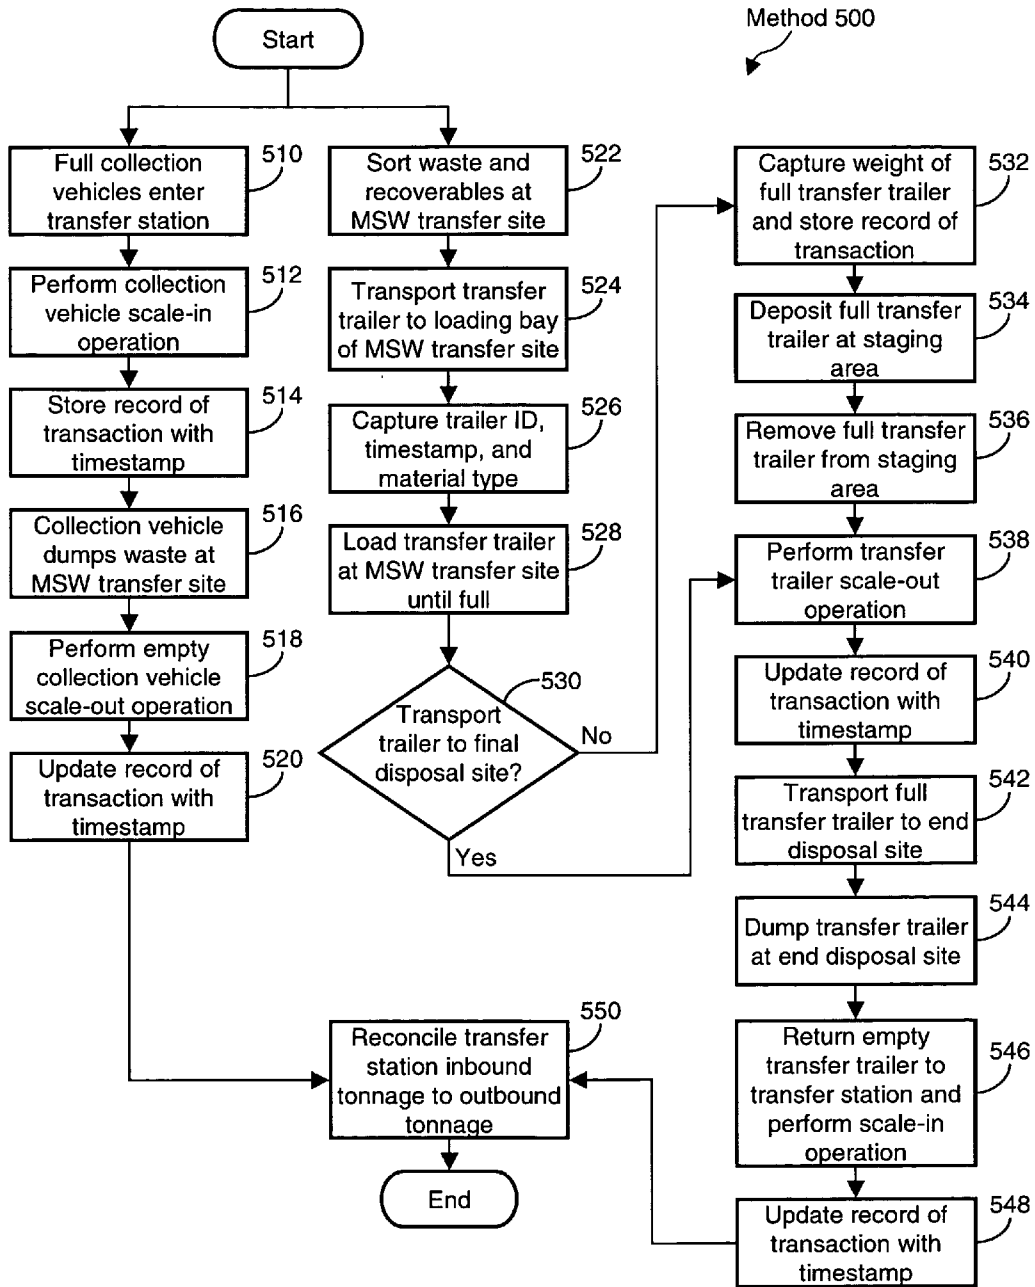 Method 500
Start
510
Full collection
vehicles enter
transfer station
512
Perform collection
vehicle scale-in
operation
514
Store record of
transaction with
timestamp
516
Collection vehicle
dumps waste at
MSW transfer site
518
Perform empty
collection vehicle
scale-out operation
520
Update record of
transaction with
timestamp
522
Sort waste and
recoverables at
MSW transfer site
524
Transport transfer
trailer to loading bay
of MSW transfer site
526
Capture trailer ID,
timestamp, and
material type
528
Load transfer trailer
at MSW transfer site
until full
530
Transport
trailer to final
disposal site?
No
Yes
532
Capture weight of
full transfer trailer
and store record of
transaction
534
Deposit full transfer
trailer at staging
area
536
Remove full transfer
trailer from staging
area
538
Perform transfer
trailer scale-out
operation
540
Update record of
transaction with
timestamp
542
Transport full
transfer trailer to end
disposal site
544
Dump transfer trailer
at end disposal site
546
Return empty
transfer trailer to
transfer station and
perform scale-in
operation
548
Update record of
transaction with
timestamp
550
Reconcile transfer
station inbound
tonnage to outbound
tonnage
End